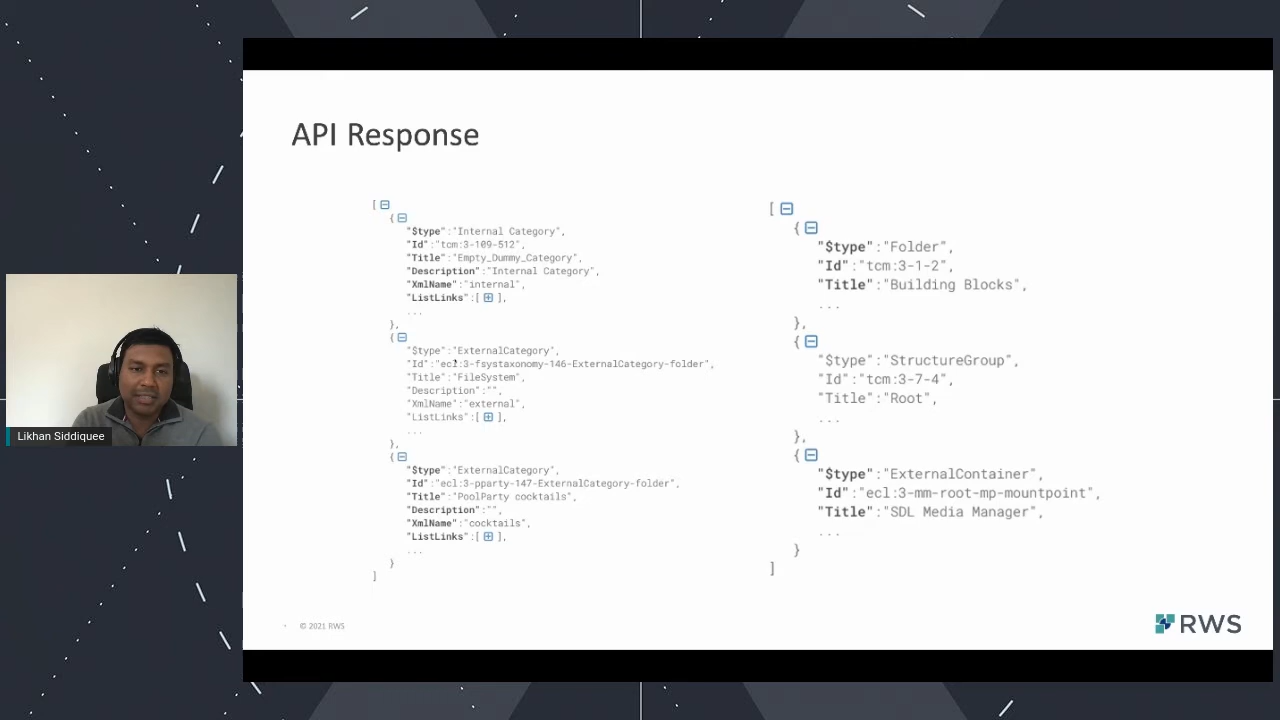 API Response
[
{
"$type":"Internal Category",
"Id":"tcm:3-109-512",
"Title":"Empty_Dummy_Category",
"Description":"Internal Category",
"XmlName":"internal",
"ListLinks":[ ],
...
},
{
"$type":"ExternalCategory",
"Id":"ecl:3-fsystaxonomy-146-ExternalCategory-folder",
"Title":"FileSystem",
"Description":"",
"XmlName":"external",
"ListLinks":[ ],
...
},
{
"$type":"ExternalCategory",
"Id":"ecl:3-pparty-147-ExternalCategory-folder",
"Title":"PoolParty cocktails",
"Description":"",
"XmlName":"cocktails",
"ListLinks":[ ],
...
}
]
[
{
"$type":"Folder",
"Id":"tcm:3-1-2",
"Title":"Building Blocks",
...
},
{
"$type":"StructureGroup",
"Id":"tcm:3-7-4",
"Title":"Root",
...
},
{
"$type":"ExternalContainer",
"Id":"ecl:3-mm-root-mp-mountpoint",
"Title":"SDL Media Manager",
...
}
]
Likhan Siddiquee
© 2021 RWS
RWS